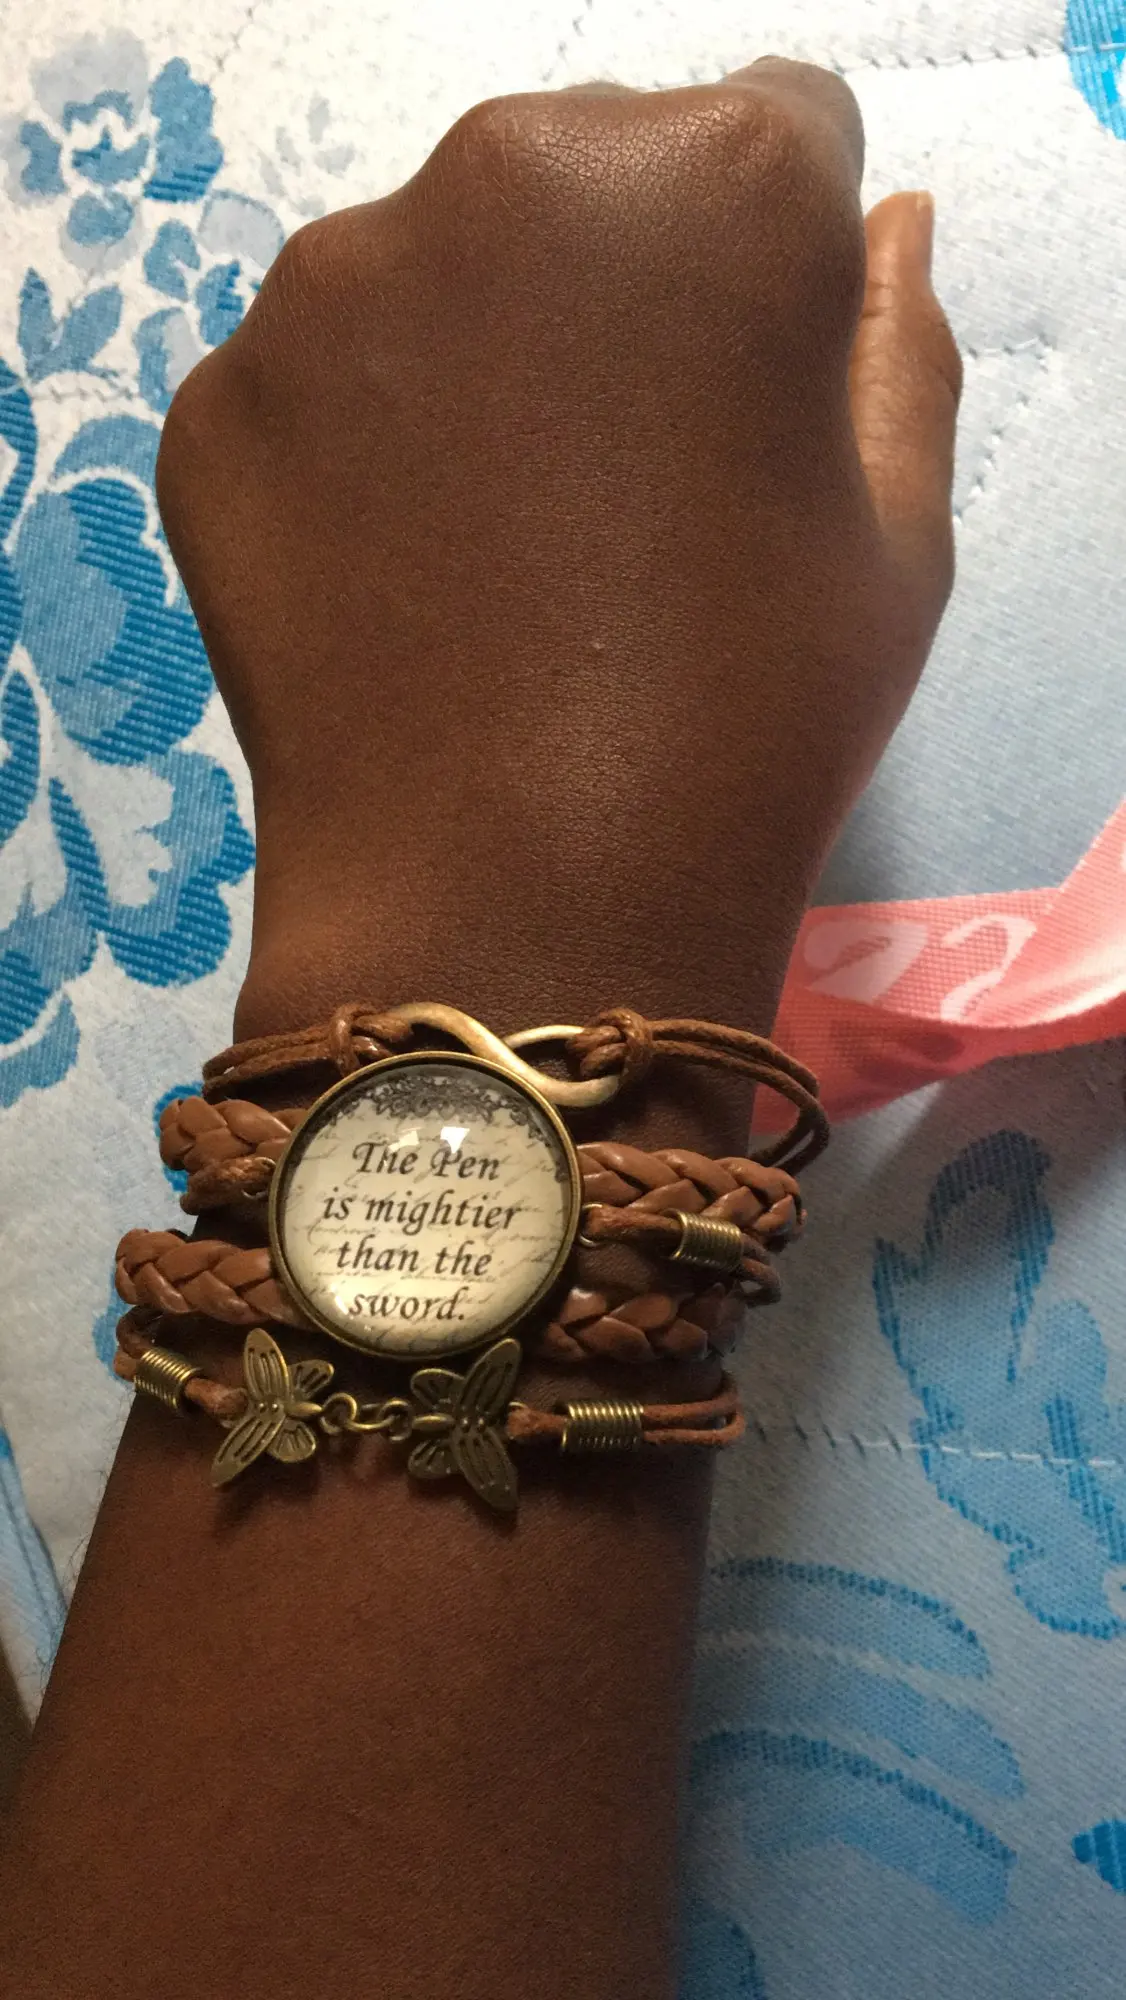 The Pen
is mightier
than the
sword.